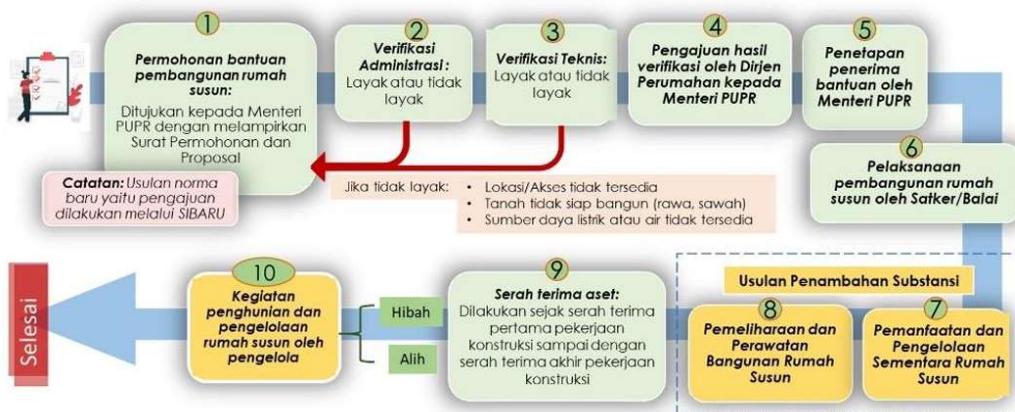 1
Permohonan bantuan
pembangunan rumah
susun:
Ditujukan kepada Menteri
PUPR dengan melampirkan
Surat Permohonan dan
Proposal
Catatan: Usulan norma
baru yaitu pengajuan
dilakukan melalui SIBARU
2
Verifikasi
Administrasi :
Layak atau tidak
layak
3
Verifikasi Teknis:
Layak atau tidak
layak
4
Pengajuan hasil
verifikasi oleh Dirjen
Perumahan kepada
Menteri PUPR
5
Penetapan
penerima
bantuan oleh
Menteri PUPR
Jika tidak layak:
• Lokasi/Akses tidak tersedia
• Tanah tidak siap bangun (rawa, sawah)
• Sumber daya listrik atau air tidak tersedia
6
Pelaksanaan
pembangunan rumah
susun oleh Satker/Balai
Usulan Penambahan Substansi
7
Pemanfaatan dan
Pengelolaan
Sementara Rumah
Susun
8
Pemeliharaan dan
Perawatan
Bangunan Rumah
Susun
9
Serah terima aset:
Dilakukan sejak serah terima
pertama pekerjaan
konstruksi sampai dengan
serah terima akhir pekerjaan
konstruksi
Hibah
Alih
10
Kegiatan
penghunian dan
pengelolaan
rumah susun oleh
pengelola
Selesai